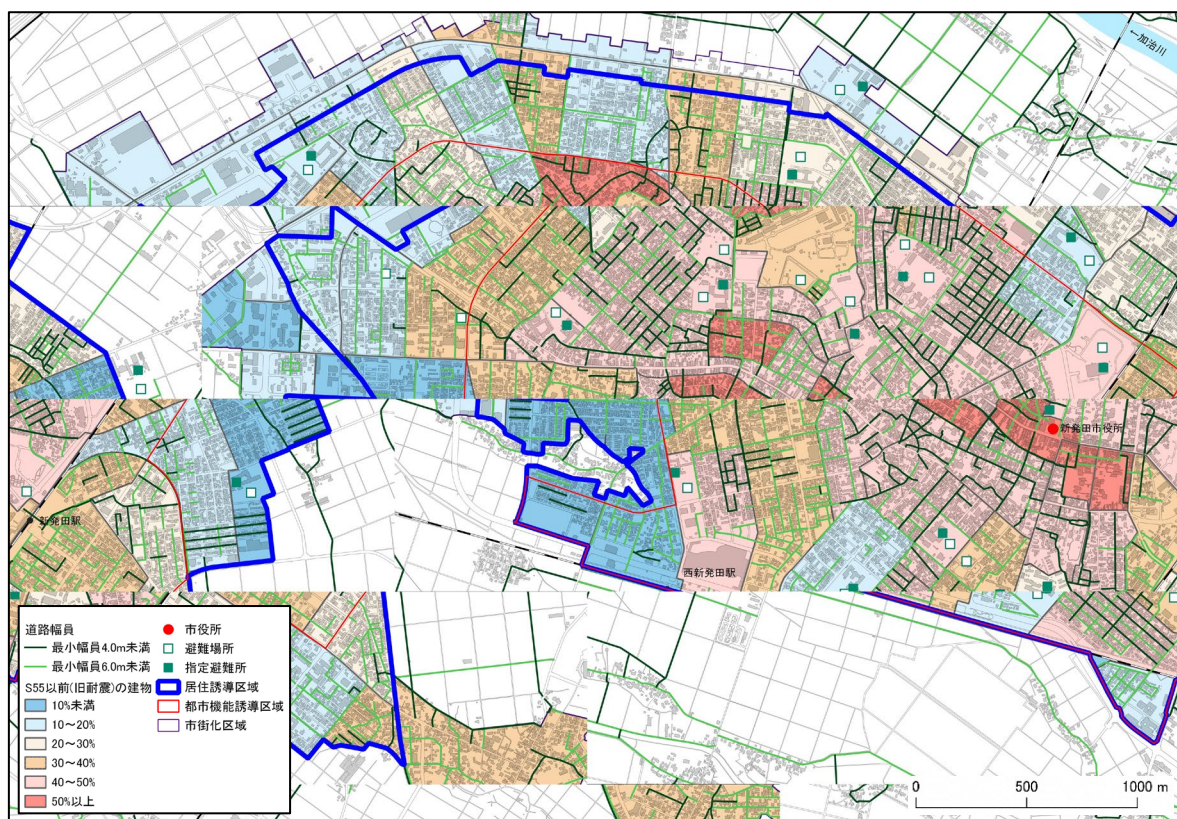 ←加治川
新発田市役所
新発田駅
西新発田駅
道路幅員
最小幅員4.0m未満
最小幅員6.0m未満
S55以前(旧耐震)の建物
10%未満
10～20%
20～30%
30～40%
40～50%
50%以上
市役所
避難場所
指定避難所
居住誘導区域
都市機能誘導区域
市街化区域
0 500 1000 m